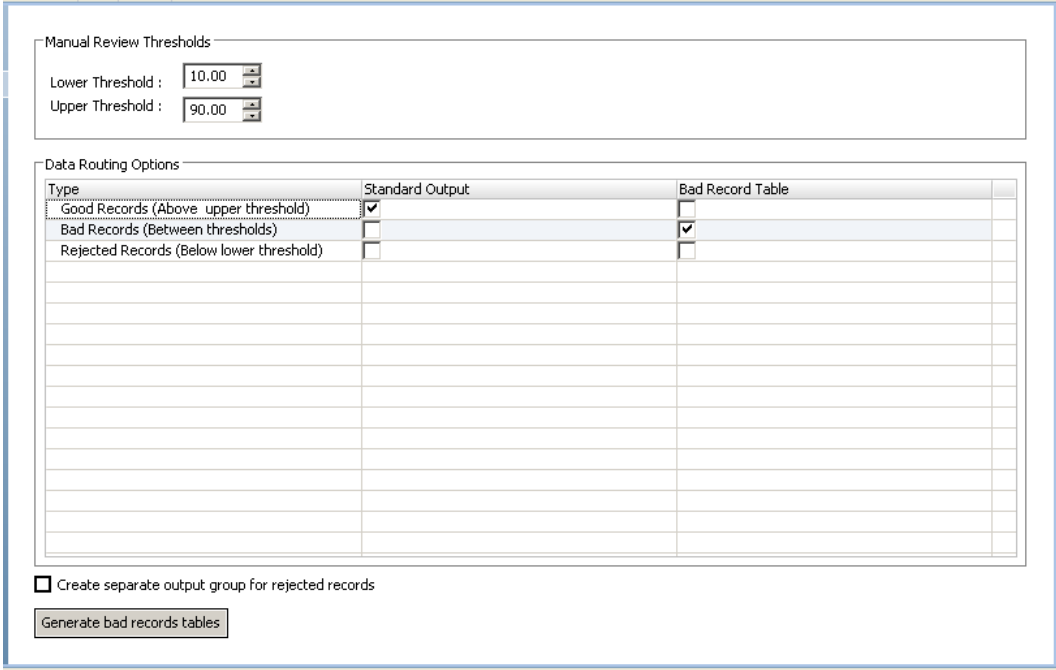 Manual Review Thresholds
Lower Threshold : 10.00
Upper Threshold : 90.00
Data Routing Options
Type Standard Output Bad Record Table
Good Records (Above upper threshold)
Bad Records (Between thresholds)
Rejected Records (Below lower threshold)
Create separate output group for rejected records
Generate bad records tables